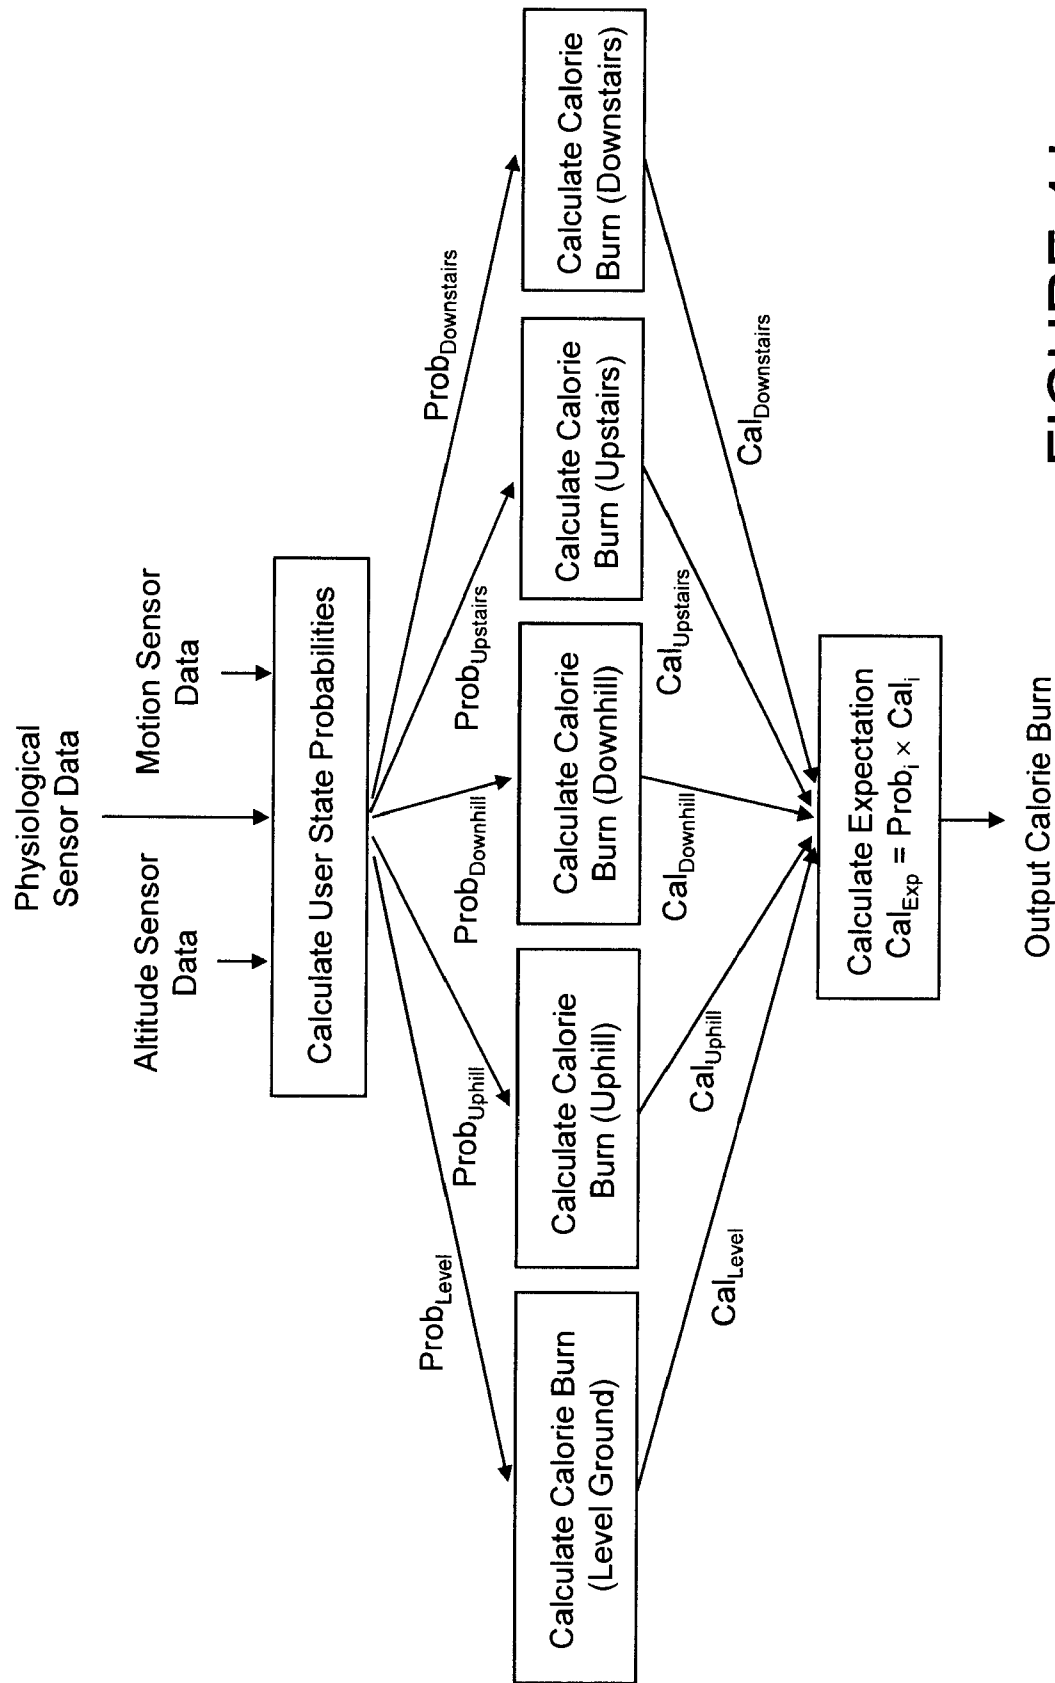 Physiological
Sensor Data
Altitude Sensor
Data
Motion Sensor
Data
Calculate User State Probabilities
Prob_Level
Prob_Uphill
Prob_Downhill
Prob_Upstairs
Prob_Downstairs
Calculate Calorie Burn
(Level Ground)
Calculate Calorie
Burn (Uphill)
Calculate Calorie
Burn (Downhill)
Calculate Calorie
Burn (Upstairs)
Calculate Calorie
Burn (Downstairs)
Cal_Level
Cal_Uphill
Cal_Downhill
Cal_Upstairs
Cal_Downstairs
Calculate Expectation
Cal_Exp = Prob_i × Cal_i
Output Calorie Burn